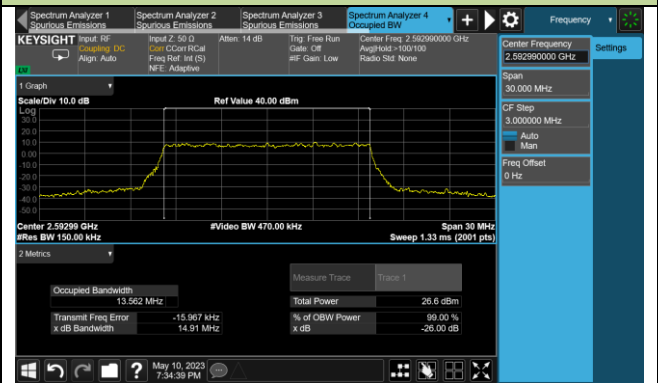 Spectrum Analyzer 1
Spurious Emissions
Spectrum Analyzer 2
Spurious Emissions
Spectrum Analyzer 3
Spurious Emissions
Spectrum Analyzer 4
Occupied BW
Frequency
KEYSIGHT
Input: RF
Coupling: DC
Align: Auto
Input Z: 50 Ω
Corr CCorr RCal
Freq Ref: Int (S)
NFE: Adaptive
Atten: 14 dB
Trig: Free Run
Gate: Off
#IF Gain: Low
Center Freq: 2.592990000 GHz
Avg|Hold:>100/100
Radio Std: None
Center Frequency
2.592990000 GHz
Settings
Span
30.000 MHz
CF Step
3.000000 MHz
Auto
Man
Freq Offset
0 Hz
1 Graph
Scale/Div 10.0 dB
Ref Value 40.00 dBm
Log
30.0
20.0
10.0
0.00
-10.0
-20.0
-30.0
-40.0
-50.0
Center 2.59299 GHz
#Video BW 470.00 kHz
Span 30 MHz
#Res BW 150.00 kHz
Sweep 1.33 ms (2001 pts)
2 Metrics
Measure Trace
Trace 1
Occupied Bandwidth
13.562 MHz
Total Power
26.6 dBm
Transmit Freq Error
-15.967 kHz
% of OBW Power
99.00 %
x dB Bandwidth
14.91 MHz
x dB
-26.00 dB
May 10, 2023
7:34:39 PM